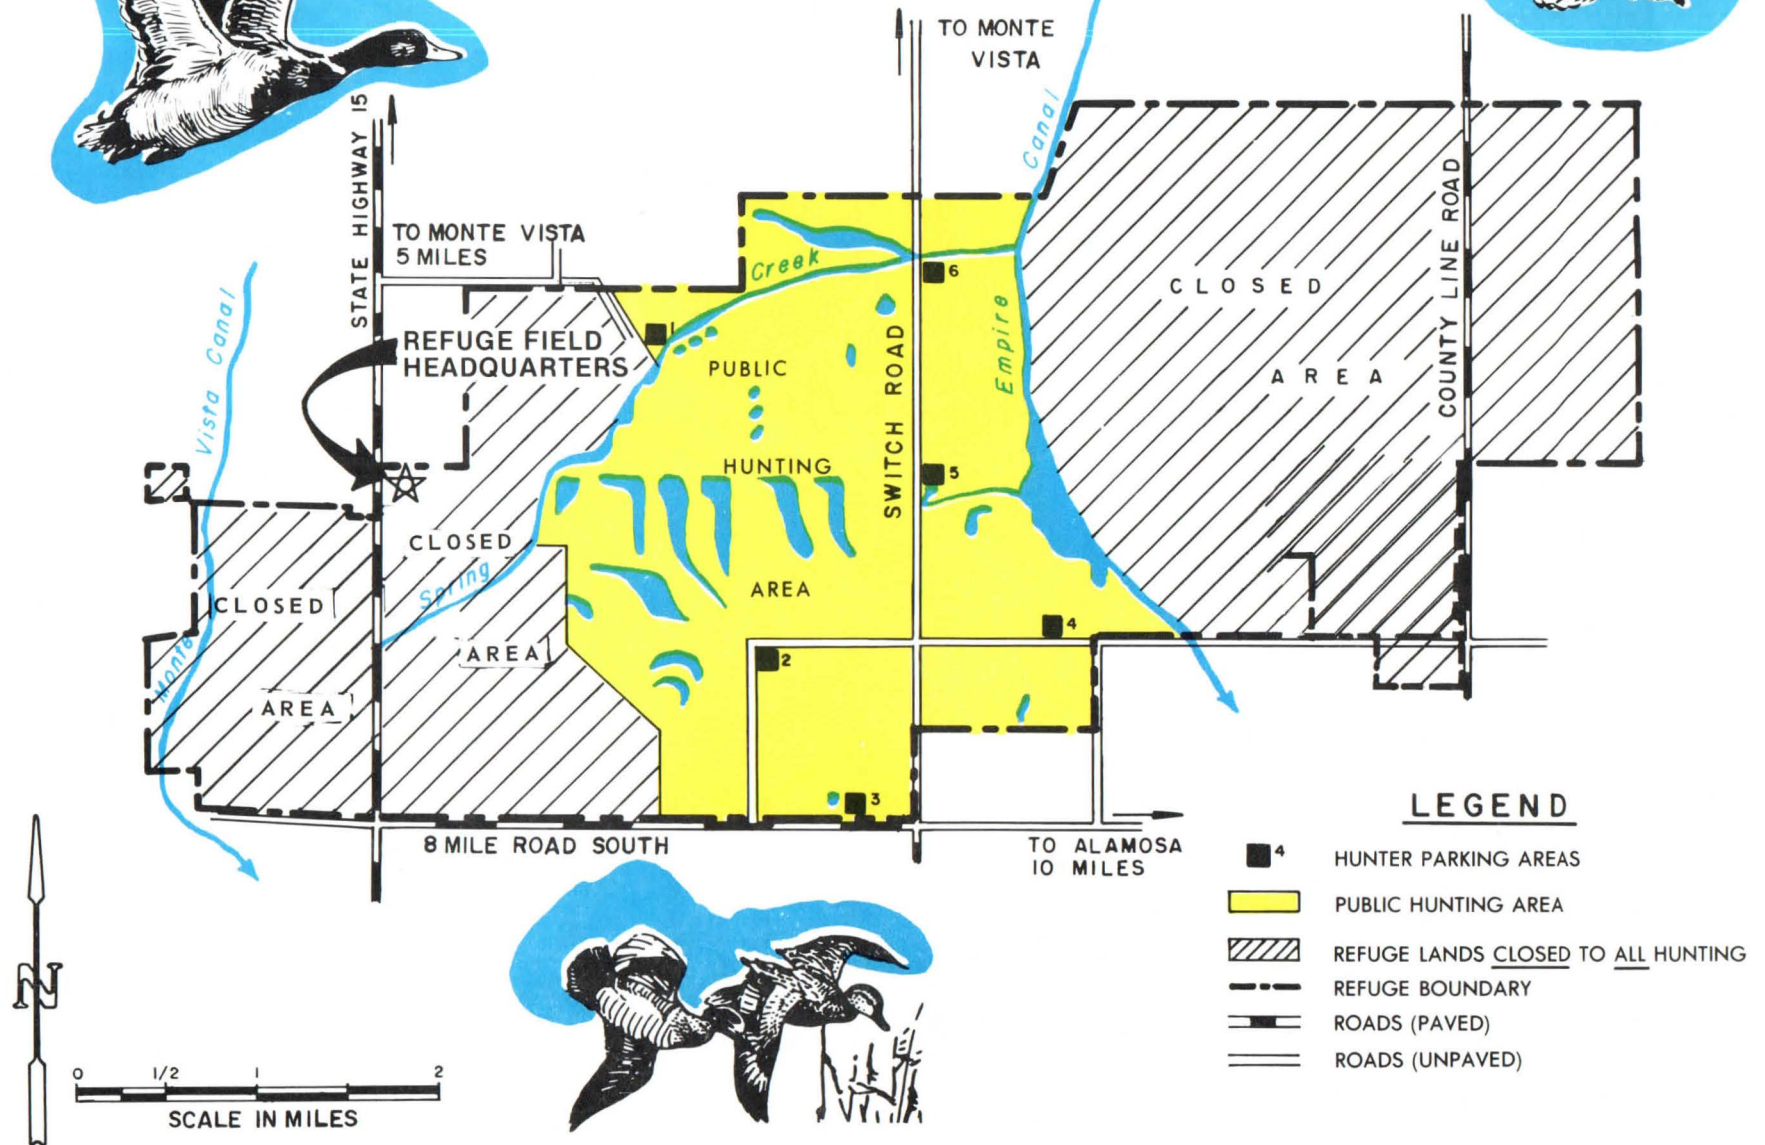 TO MONTE
VISTA
Canal
STATE HIGHWAY 15
TO MONTE VISTA
5 MILES
Creek
6
CLOSED
AREA
COUNTY LINE ROAD
Vista Canal
REFUGE FIELD
HEADQUARTERS
1
PUBLIC
HUNTING
AREA
SWITCH ROAD
Empire
5
CLOSED
Spring
AREA
CLOSED
AREA
Monte
4
2
3
8 MILE ROAD SOUTH
TO ALAMOSA
10 MILES
LEGEND
4 HUNTER PARKING AREAS
PUBLIC HUNTING AREA
REFUGE LANDS CLOSED TO ALL HUNTING
REFUGE BOUNDARY
ROADS (PAVED)
ROADS (UNPAVED)
N
0 1/2 1 2
SCALE IN MILES